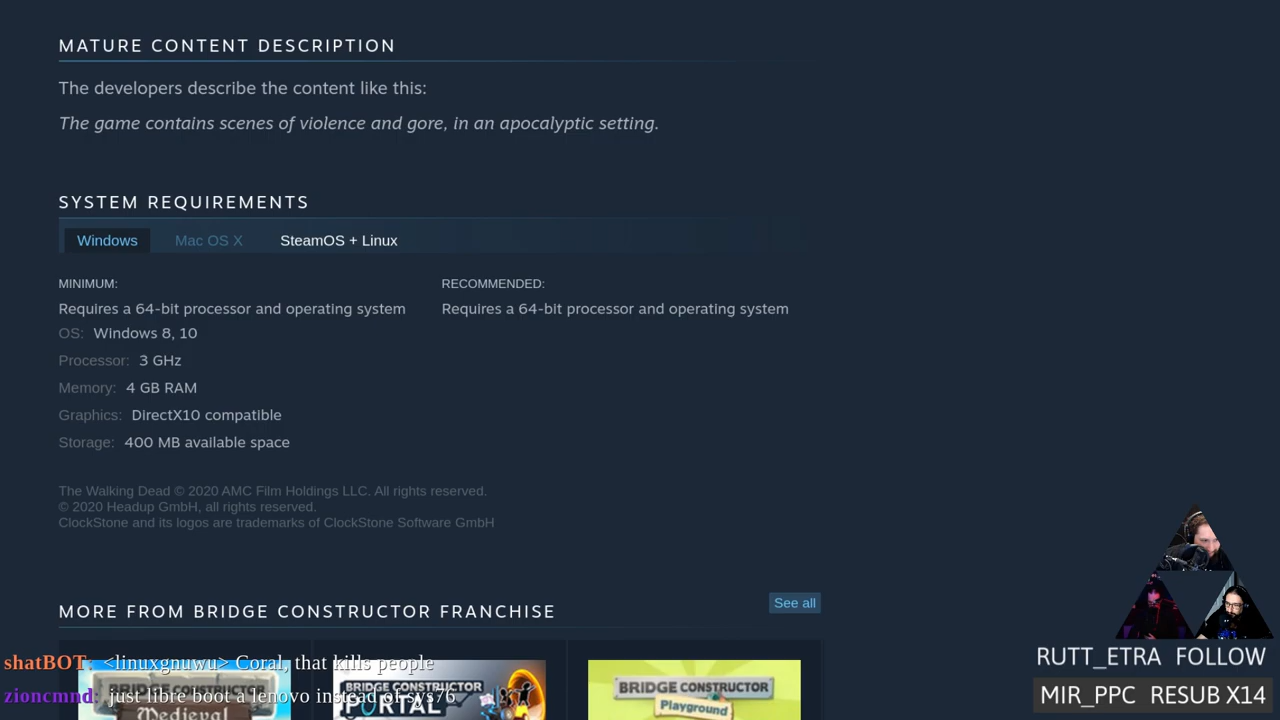 MATURE CONTENT DESCRIPTION
The developers describe the content like this:
The game contains scenes of violence and gore, in an apocalyptic setting.
SYSTEM REQUIREMENTS
Windows Mac OS X SteamOS + Linux
MINIMUM:
Requires a 64-bit processor and operating system
OS: Windows 8, 10
Processor: 3 GHz
Memory: 4 GB RAM
Graphics: DirectX10 compatible
Storage: 400 MB available space
RECOMMENDED:
Requires a 64-bit processor and operating system
The Walking Dead © 2020 AMC Film Holdings LLC. All rights reserved.
© 2020 Headup GmbH, all rights reserved.
ClockStone and its logos are trademarks of ClockStone Software GmbH
MORE FROM BRIDGE CONSTRUCTOR FRANCHISE
See all
BRIDGE CONSTRUCTOR
Medieval
BRIDGE CONSTRUCTOR
PORTAL
BRIDGE CONSTRUCTOR
Playground
shatBOT: <linuxgnuwu> Coral, that kills people
zioncmnd: just libre boot a lenovo instead of sys76
RUTT_ETRA FOLLOW
MIR_PPC RESUB X14